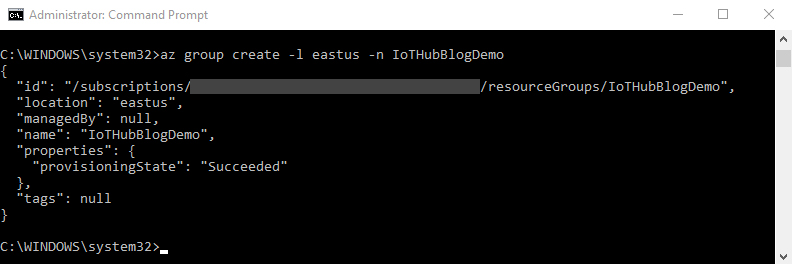 Administrator: Command Prompt
C:\WINDOWS\system32>az group create -l eastus -n IoTHubBlogDemo
{
  "id": "/subscriptions/ /resourceGroups/IoTHubBlogDemo",
  "location": "eastus",
  "managedBy": null,
  "name": "IoTHubBlogDemo",
  "properties": {
    "provisioningState": "Succeeded"
  },
  "tags": null
}
C:\WINDOWS\system32>